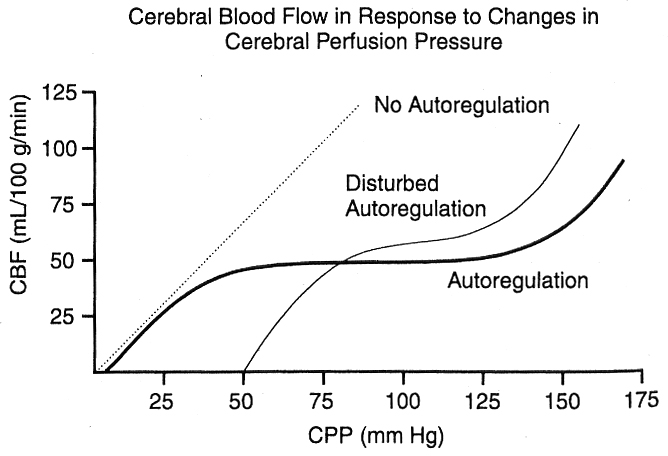 Cerebral Blood Flow in Response to Changes in
Cerebral Perfusion Pressure
125
100
75
50
25
CBF (mL/100 g/min)
No Autoregulation
Disturbed
Autoregulation
Autoregulation
25 50 75 100 125 150 175
CPP (mm Hg)